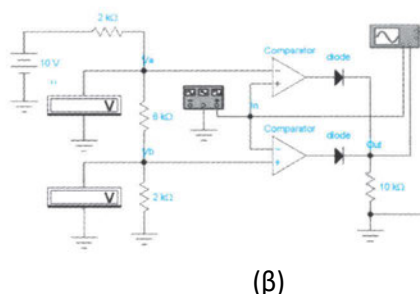 2 kΩ
Va
Comparator
diode
10 V
V
6 kΩ
In
Comparator
diode
Vb
Out
V
2 kΩ
10 kΩ
(β)